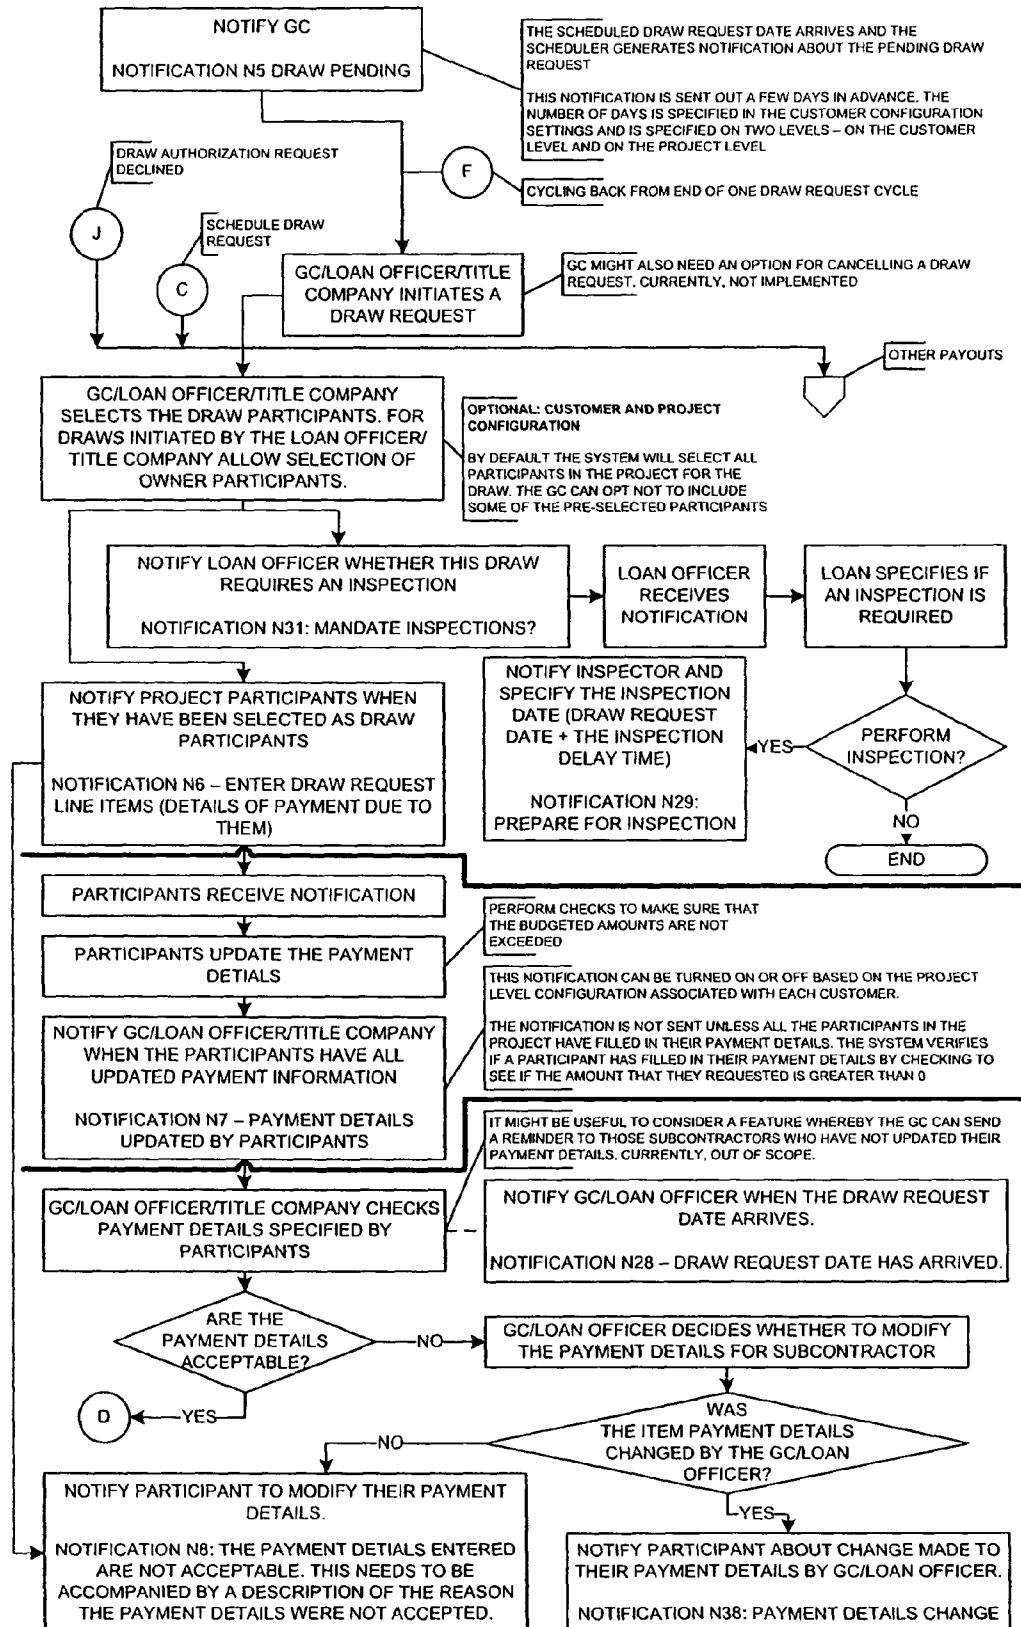 NOTIFY GC
NOTIFICATION N5 DRAW PENDING
THE SCHEDULED DRAW REQUEST DATE ARRIVES AND THE
SCHEDULER GENERATES NOTIFICATION ABOUT THE PENDING DRAW
REQUEST
THIS NOTIFICATION IS SENT OUT A FEW DAYS IN ADVANCE. THE
NUMBER OF DAYS IS SPECIFIED IN THE CUSTOMER CONFIGURATION
SETTINGS AND IS SPECIFIED ON TWO LEVELS – ON THE CUSTOMER
LEVEL AND ON THE PROJECT LEVEL
DRAW AUTHORIZATION REQUEST
DECLINED
F
CYCLING BACK FROM END OF ONE DRAW REQUEST CYCLE
J
SCHEDULE DRAW
REQUEST
C
GC/LOAN OFFICER/TITLE
COMPANY INITIATES A
DRAW REQUEST
GC MIGHT ALSO NEED AN OPTION FOR CANCELLING A DRAW
REQUEST. CURRENTLY, NOT IMPLEMENTED
OTHER PAYOUTS
GC/LOAN OFFICER/TITLE COMPANY
SELECTS THE DRAW PARTICIPANTS. FOR
DRAWS INITIATED BY THE LOAN OFFICER/
TITLE COMPANY ALLOW SELECTION OF
OWNER PARTICIPANTS.
OPTIONAL: CUSTOMER AND PROJECT
CONFIGURATION
BY DEFAULT THE SYSTEM WILL SELECT ALL
PARTICIPANTS IN THE PROJECT FOR THE
DRAW. THE GC CAN OPT NOT TO INCLUDE
SOME OF THE PRE-SELECTED PARTICIPANTS
NOTIFY LOAN OFFICER WHETHER THIS DRAW
REQUIRES AN INSPECTION
NOTIFICATION N31: MANDATE INSPECTIONS?
LOAN OFFICER
RECEIVES
NOTIFICATION
LOAN SPECIFIES IF
AN INSPECTION IS
REQUIRED
NOTIFY PROJECT PARTICIPANTS WHEN
THEY HAVE BEEN SELECTED AS DRAW
PARTICIPANTS
NOTIFICATION N6 – ENTER DRAW REQUEST
LINE ITEMS (DETAILS OF PAYMENT DUE TO
THEM)
NOTIFY INSPECTOR AND
SPECIFY THE INSPECTION
DATE (DRAW REQUEST
DATE + THE INSPECTION
DELAY TIME)
NOTIFICATION N29:
PREPARE FOR INSPECTION
YES
PERFORM
INSPECTION?
NO
END
PARTICIPANTS RECEIVE NOTIFICATION
PARTICIPANTS UPDATE THE PAYMENT
DETIALS
PERFORM CHECKS TO MAKE SURE THAT
THE BUDGETED AMOUNTS ARE NOT
EXCEEDED
NOTIFY GC/LOAN OFFICER/TITLE COMPANY
WHEN THE PARTICIPANTS HAVE ALL
UPDATED PAYMENT INFORMATION
NOTIFICATION N7 – PAYMENT DETAILS
UPDATED BY PARTICIPANTS
THIS NOTIFICATION CAN BE TURNED ON OR OFF BASED ON THE PROJECT
LEVEL CONFIGURATION ASSOCIATED WITH EACH CUSTOMER.
THE NOTIFICATION IS NOT SENT UNLESS ALL THE PARTICIPANTS IN THE
PROJECT HAVE FILLED IN THEIR PAYMENT DETAILS. THE SYSTEM VERIFIES
IF A PARTICIPANT HAS FILLED IN THEIR PAYMENT DETAILS BY CHECKING TO
SEE IF THE AMOUNT THAT THEY REQUESTED IS GREATER THAN 0
IT MIGHT BE USEFUL TO CONSIDER A FEATURE WHEREBY THE GC CAN SEND
A REMINDER TO THOSE SUBCONTRACTORS WHO HAVE NOT UPDATED THEIR
PAYMENT DETAILS. CURRENTLY, OUT OF SCOPE.
GC/LOAN OFFICER/TITLE COMPANY CHECKS
PAYMENT DETAILS SPECIFIED BY
PARTICIPANTS
NOTIFY GC/LOAN OFFICER WHEN THE DRAW REQUEST
DATE ARRIVES.
NOTIFICATION N28 – DRAW REQUEST DATE HAS ARRIVED.
ARE THE
PAYMENT DETAILS
ACCEPTABLE?
NO
GC/LOAN OFFICER DECIDES WHETHER TO MODIFY
THE PAYMENT DETAILS FOR SUBCONTRACTOR
D
YES
WAS
THE ITEM PAYMENT DETAILS
CHANGED BY THE GC/LOAN
OFFICER?
NO
YES
NOTIFY PARTICIPANT TO MODIFY THEIR PAYMENT
DETAILS.
NOTIFICATION N8: THE PAYMENT DETIALS ENTERED
ARE NOT ACCEPTABLE. THIS NEEDS TO BE
ACCOMPANIED BY A DESCRIPTION OF THE REASON
THE PAYMENT DETAILS WERE NOT ACCEPTED.
NOTIFY PARTICIPANT ABOUT CHANGE MADE TO
THEIR PAYMENT DETAILS BY GC/LOAN OFFICER.
NOTIFICATION N38: PAYMENT DETAILS CHANGE